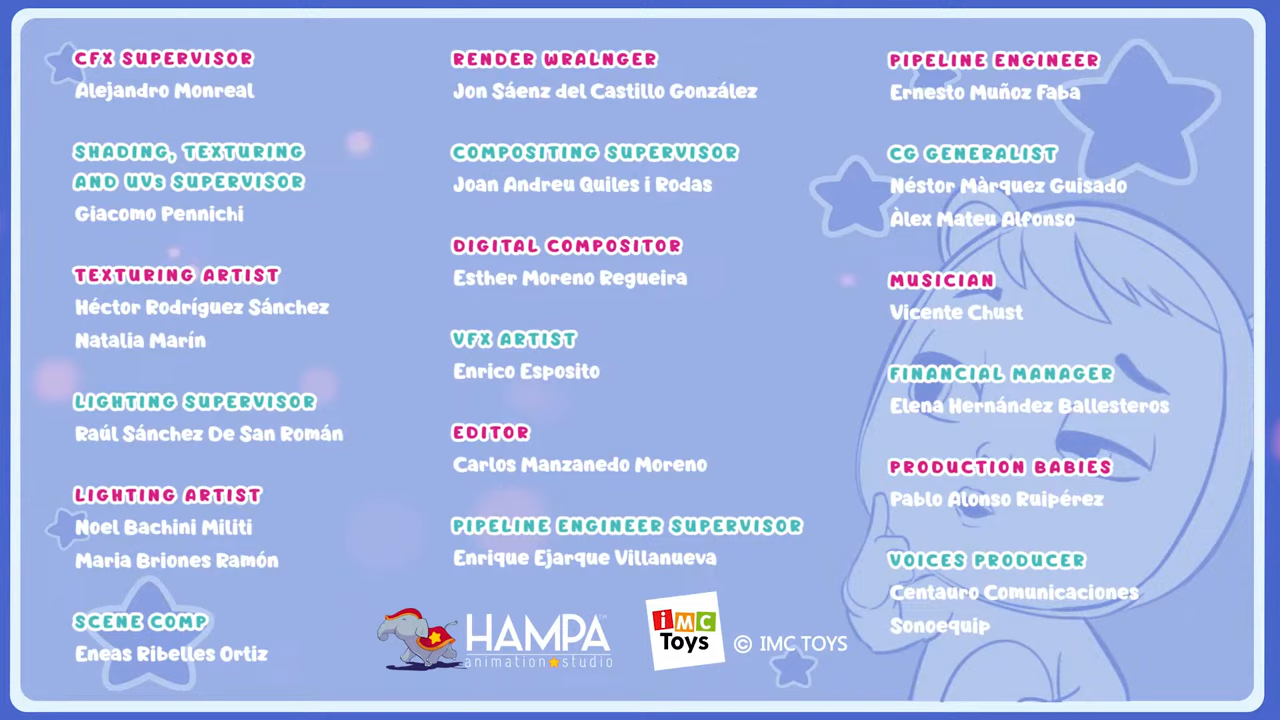 CFX SUPERVISOR
Alejandro Monreal
SHADING, TEXTURING
AND UVs SUPERVISOR
Giacomo Pennichi
TEXTURING ARTIST
Héctor Rodríguez Sánchez
Natalia Marín
LIGHTING SUPERVISOR
Raúl Sánchez De San Román
LIGHTING ARTIST
Noel Bachini Militi
Maria Briones Ramón
SCENE COMP
Eneas Ribelles Ortiz
RENDER WRALNGER
Jon Sáenz del Castillo González
COMPOSITING SUPERVISOR
Joan Andreu Quiles i Rodas
DIGITAL COMPOSITOR
Esther Moreno Regueira
VFX ARTIST
Enrico Esposito
EDITOR
Carlos Manzanedo Moreno
PIPELINE ENGINEER SUPERVISOR
Enrique Ejarque Villanueva
PIPELINE ENGINEER
Ernesto Muñoz Faba
CG GENERALIST
Néstor Màrquez Guisado
Àlex Mateu Alfonso
MUSICIAN
Vicente Chust
FINANCIAL MANAGER
Elena Hernández Ballesteros
PRODUCTION BABIES
Pablo Alonso Ruipérez
VOICES PRODUCER
Centauro Comunicaciones
Sonoequip
HAMPA™
animation studio
iMC
Toys
© IMC TOYS